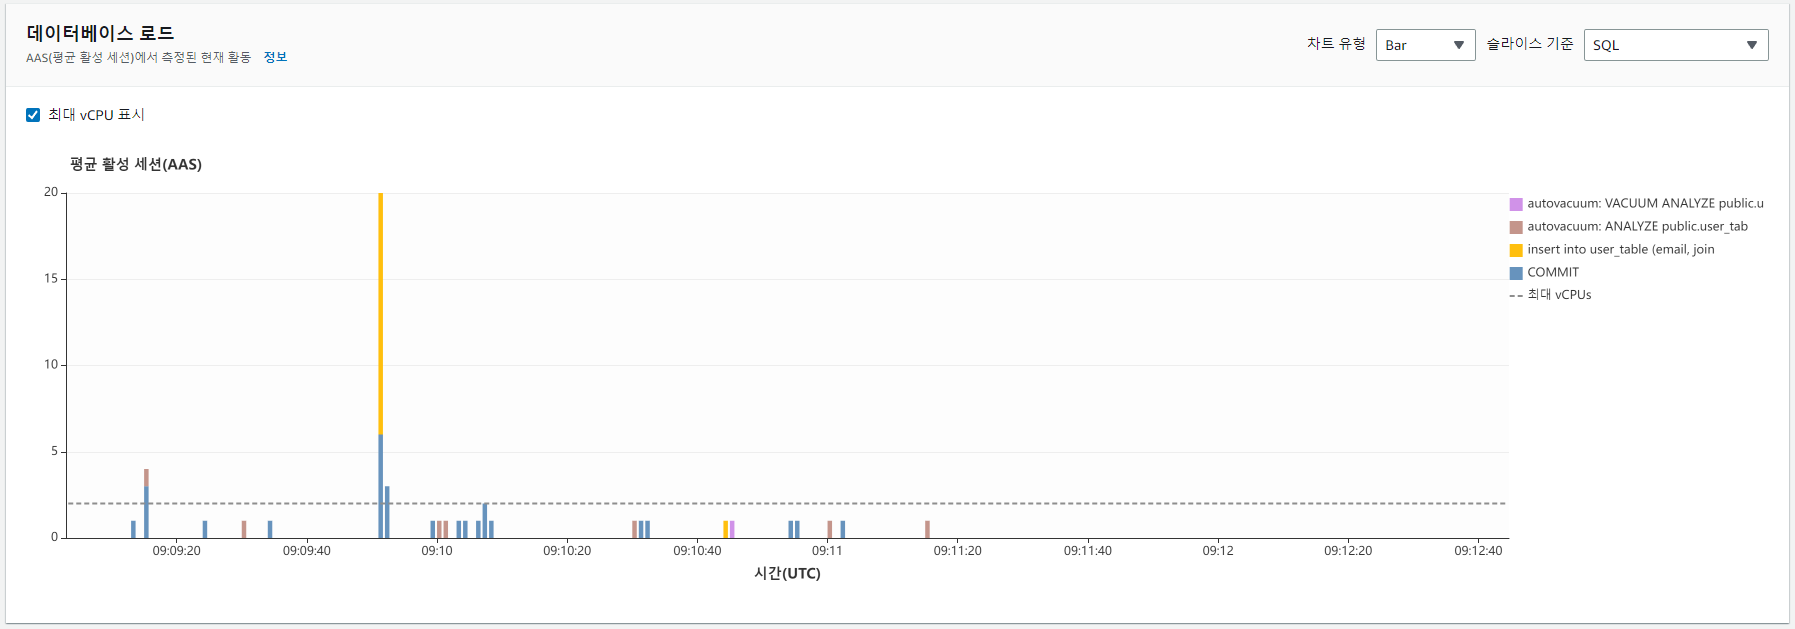 데이터베이스 로드
AAS(평균 활성 세션)에서 측정된 현재 활동 정보
차트 유형 Bar 슬라이스 기준 SQL
최대 vCPU 표시
평균 활성 세션(AAS)
20
15
10
5
0
09:09:20 09:09:40 09:10 09:10:20 09:10:40 09:11 09:11:20 09:11:40 09:12 09:12:20 09:12:40
시간(UTC)
autovacuum: VACUUM ANALYZE public.u
autovacuum: ANALYZE public.user_tab
insert into user_table (email, join
COMMIT
최대 vCPUs